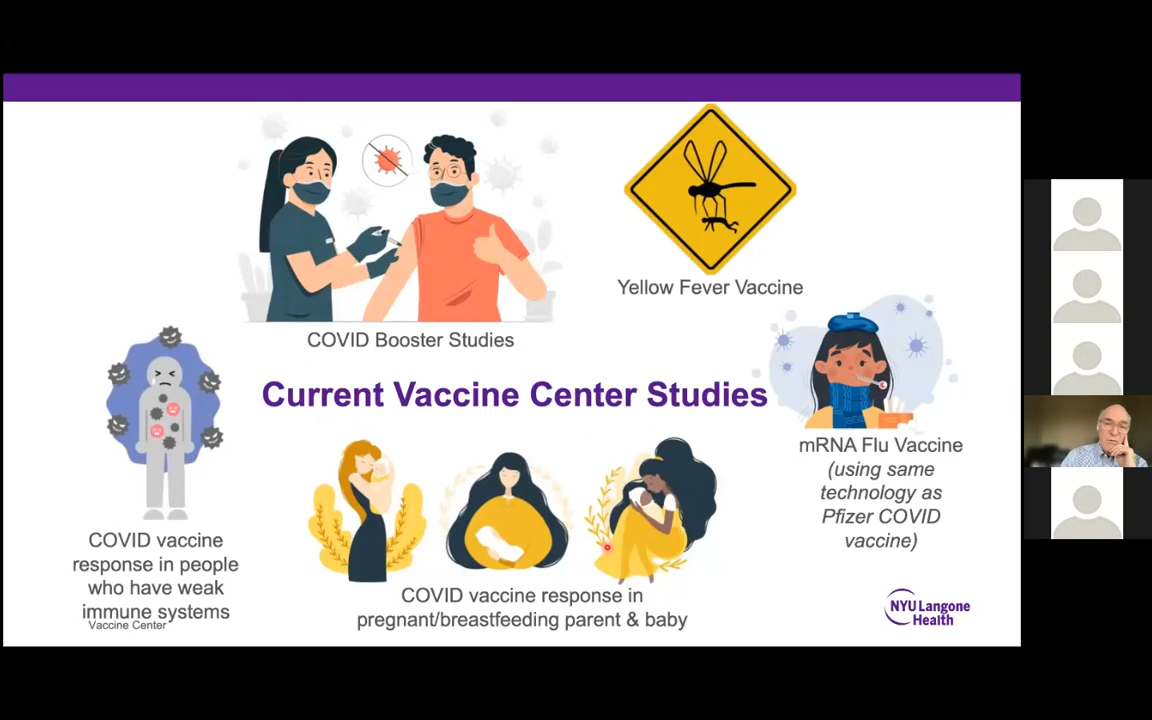 Yellow Fever Vaccine
COVID Booster Studies
Current Vaccine Center Studies
mRNA Flu Vaccine
(using same
technology as
Pfizer COVID
vaccine)
COVID vaccine
response in people
who have weak
immune systems
Vaccine Center
COVID vaccine response in
pregnant/breastfeeding parent & baby
NYU Langone
Health